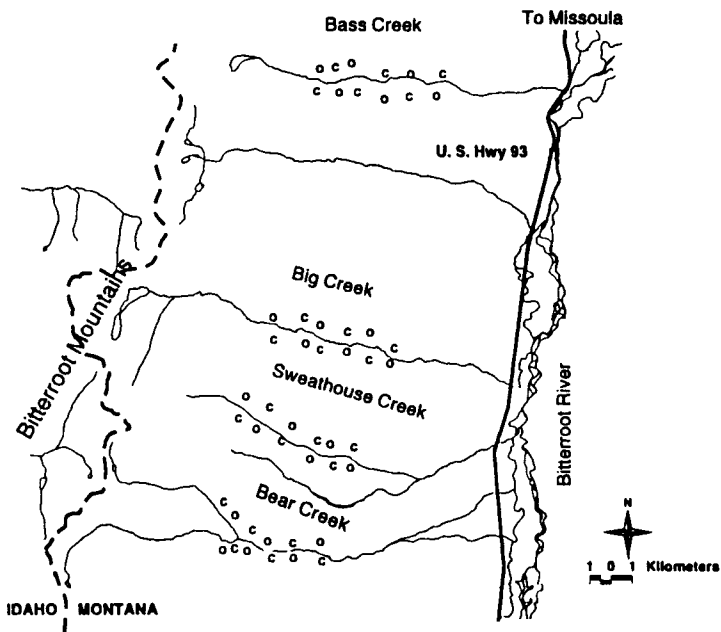 Bass Creek
To Missoula
o c o c o c
c o c o c o
U. S. Hwy 93
Bitterroot Mountains
Big Creek
o c o c o c
c o c o c o
Sweathouse Creek
o c o c o c
c o c o c o
Bitterroot River
Bear Creek
c o c o c o
o c o c o c o
N
1 0 1 Kilometers
IDAHO MONTANA